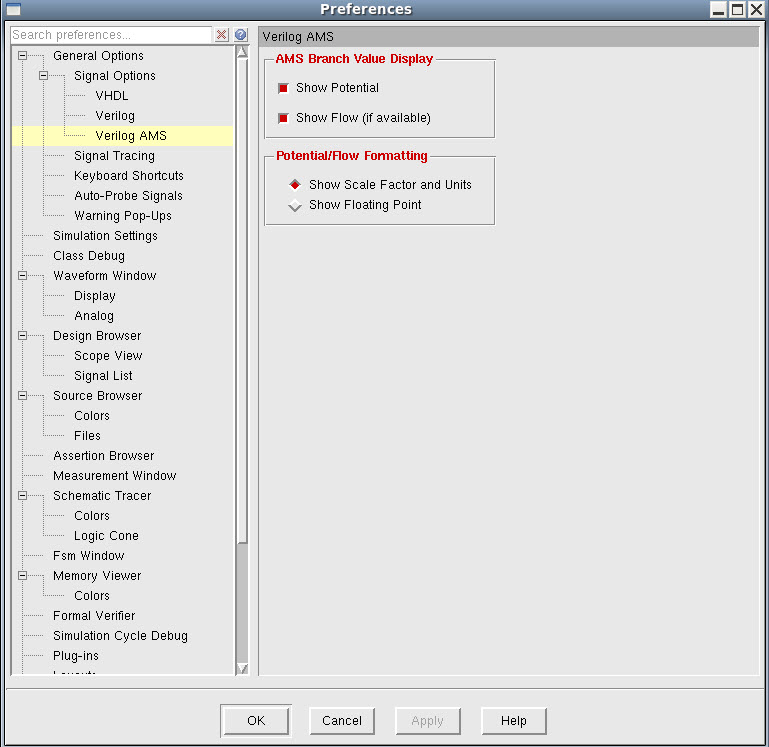 Preferences
Search preferences...
General Options
Signal Options
VHDL
Verilog
Verilog AMS
Signal Tracing
Keyboard Shortcuts
Auto-Probe Signals
Warning Pop-Ups
Simulation Settings
Class Debug
Waveform Window
Display
Analog
Design Browser
Scope View
Signal List
Source Browser
Colors
Files
Assertion Browser
Measurement Window
Schematic Tracer
Colors
Logic Cone
Fsm Window
Memory Viewer
Colors
Formal Verifier
Simulation Cycle Debug
Plug-ins
Verilog AMS
AMS Branch Value Display
Show Potential
Show Flow (if available)
Potential/Flow Formatting
Show Scale Factor and Units
Show Floating Point
OK
Cancel
Apply
Help